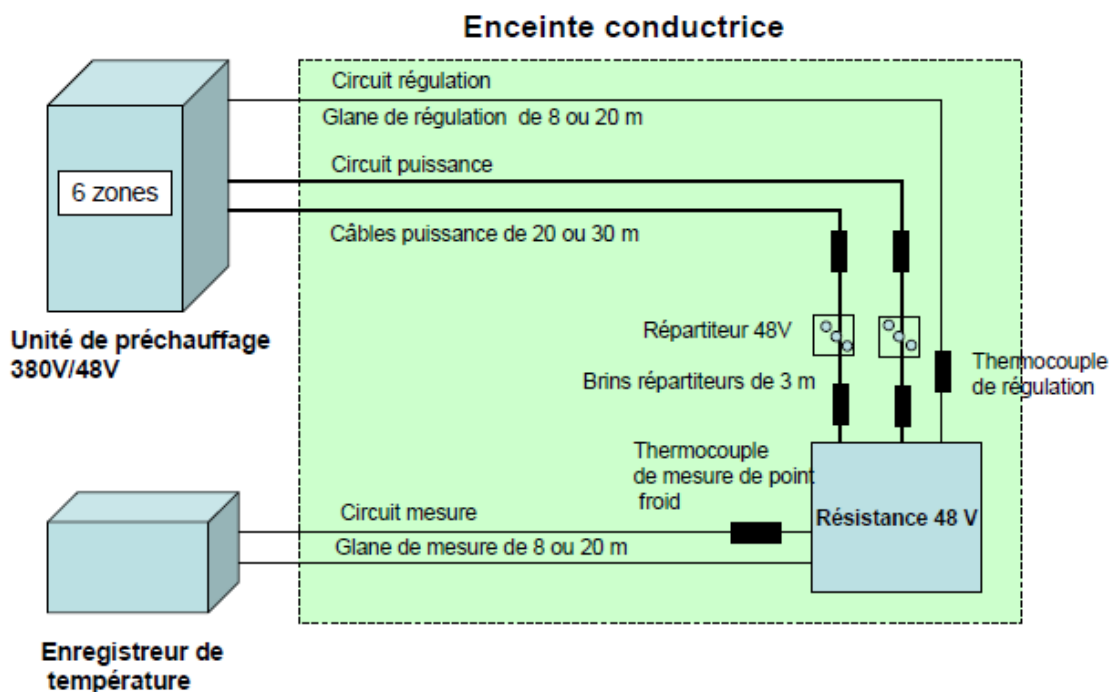 Enceinte conductrice
Circuit régulation
Glane de régulation de 8 ou 20 m
Circuit puissance
6 zones
Câbles puissance de 20 ou 30 m
Unité de préchauffage
380V/48V
Répartiteur 48V
Thermocouple
de régulation
Brins répartiteurs de 3 m
Thermocouple
de mesure de point
froid
Circuit mesure
Résistance 48 V
Glane de mesure de 8 ou 20 m
Enregistreur de
température